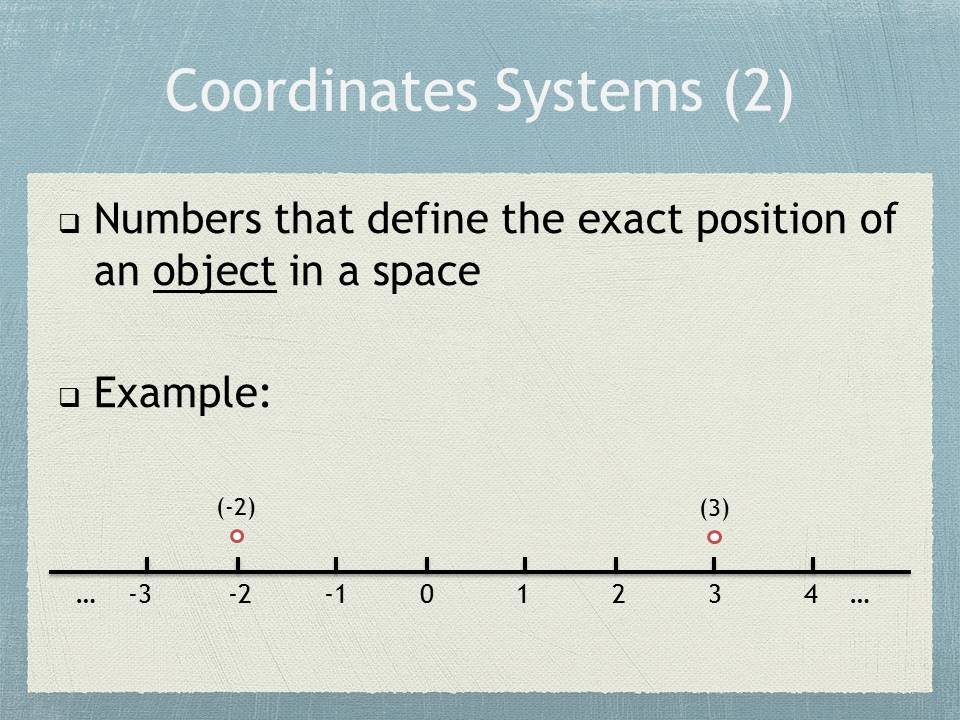 Coordinates Systems (2)
Numbers that define the exact position of
an object in a space
Example:
(-2) (3)
... -3 -2 -1 0 1 2 3 4 ...